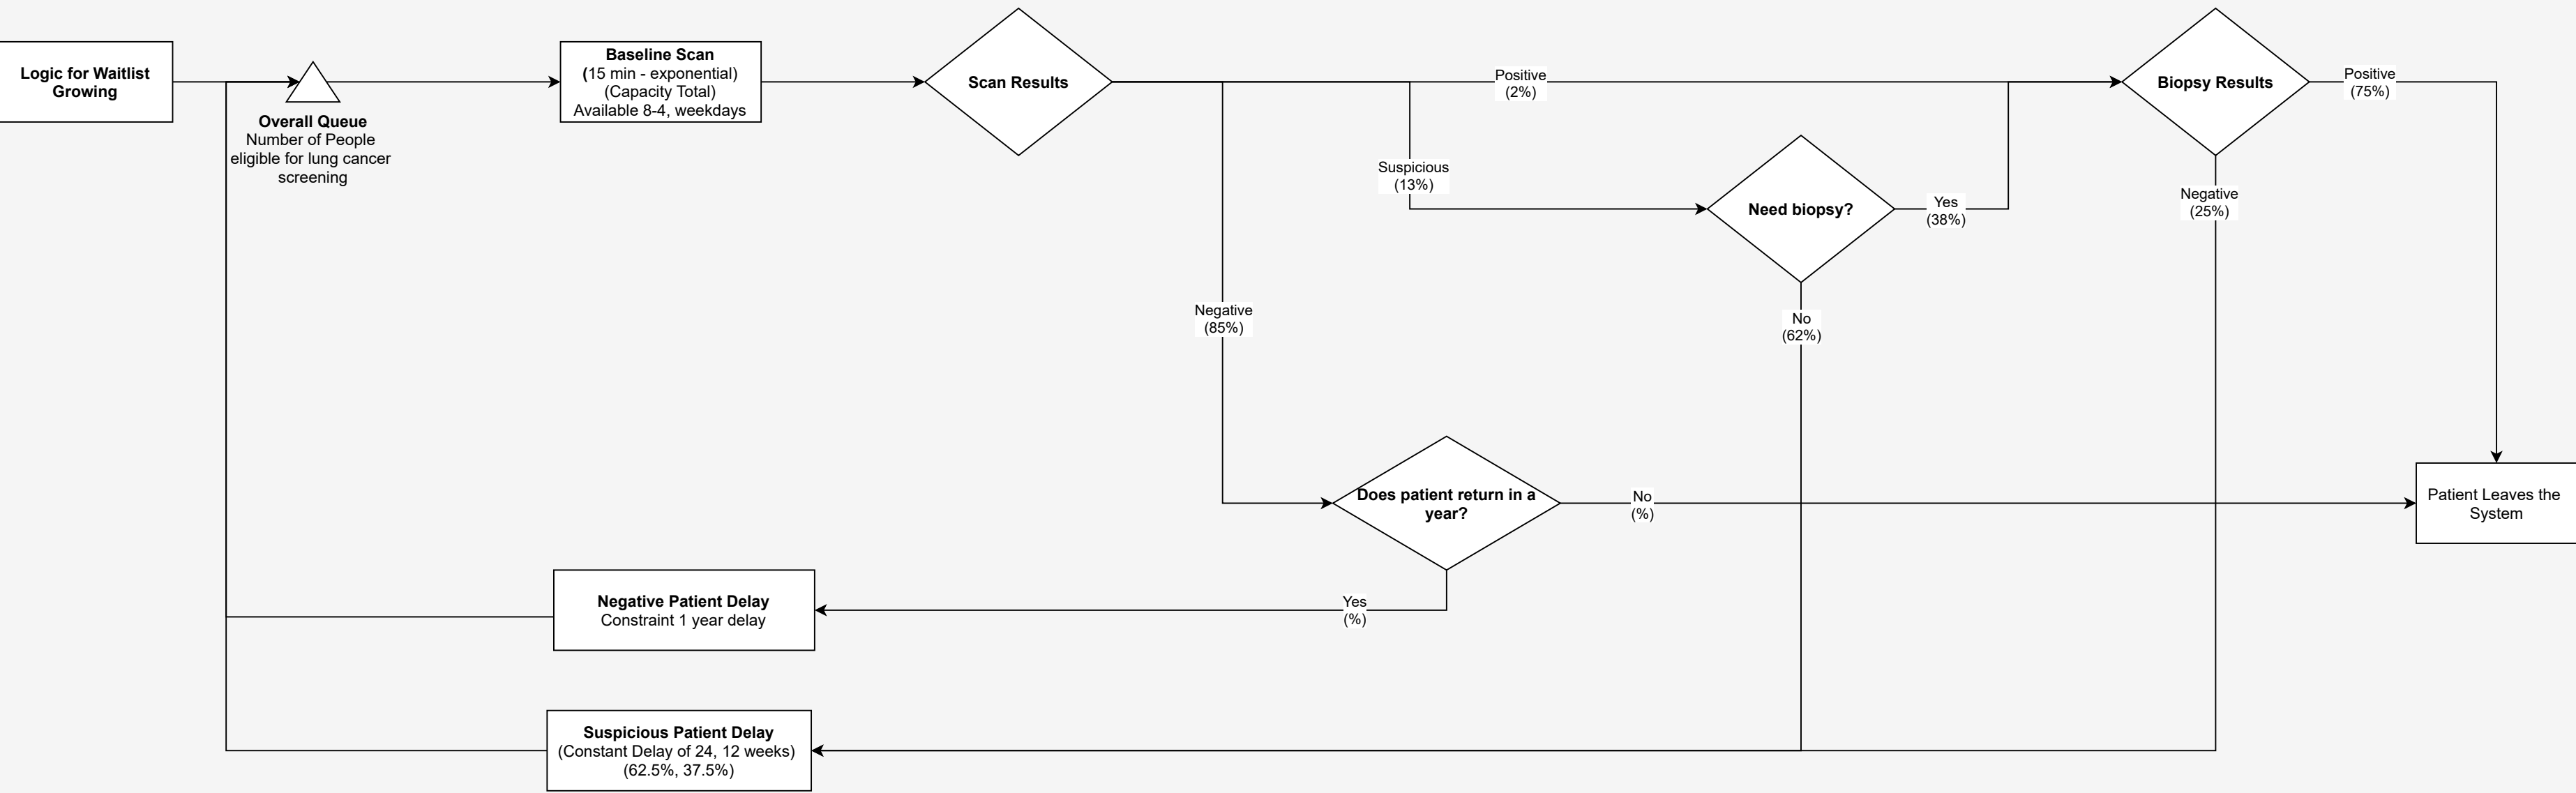 Logic for Waitlist
Growing
Overall Queue
Number of People
eligible for lung cancer
screening
Baseline Scan
(15 min - exponential)
(Capacity Total)
Available 8-4, weekdays
Scan Results
Positive
(2%)
Suspicious
(13%)
Negative
(85%)
Need biopsy?
Yes
(38%)
No
(62%)
Biopsy Results
Positive
(75%)
Negative
(25%)
Does patient return in a
year?
No
(%)
Yes
(%)
Patient Leaves the
System
Negative Patient Delay
Constraint 1 year delay
Suspicious Patient Delay
(Constant Delay of 24, 12 weeks)
(62.5%, 37.5%)